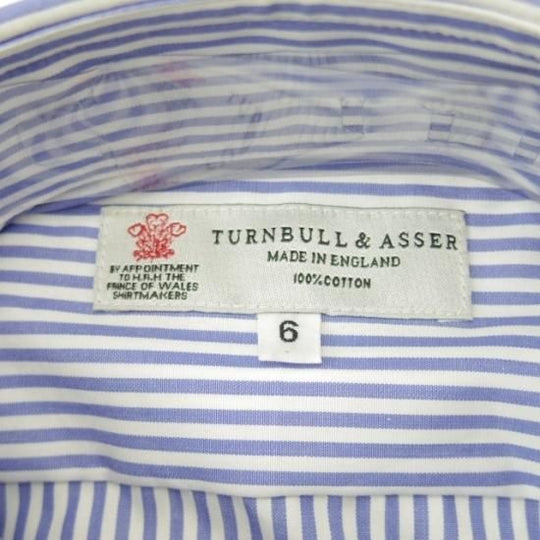 TURNBULL & ASSER
MADE IN ENGLAND
100% COTTON
BY APPOINTMENT
TO H.R.H THE
PRINCE OF WALES
SHIRTMAKERS
6